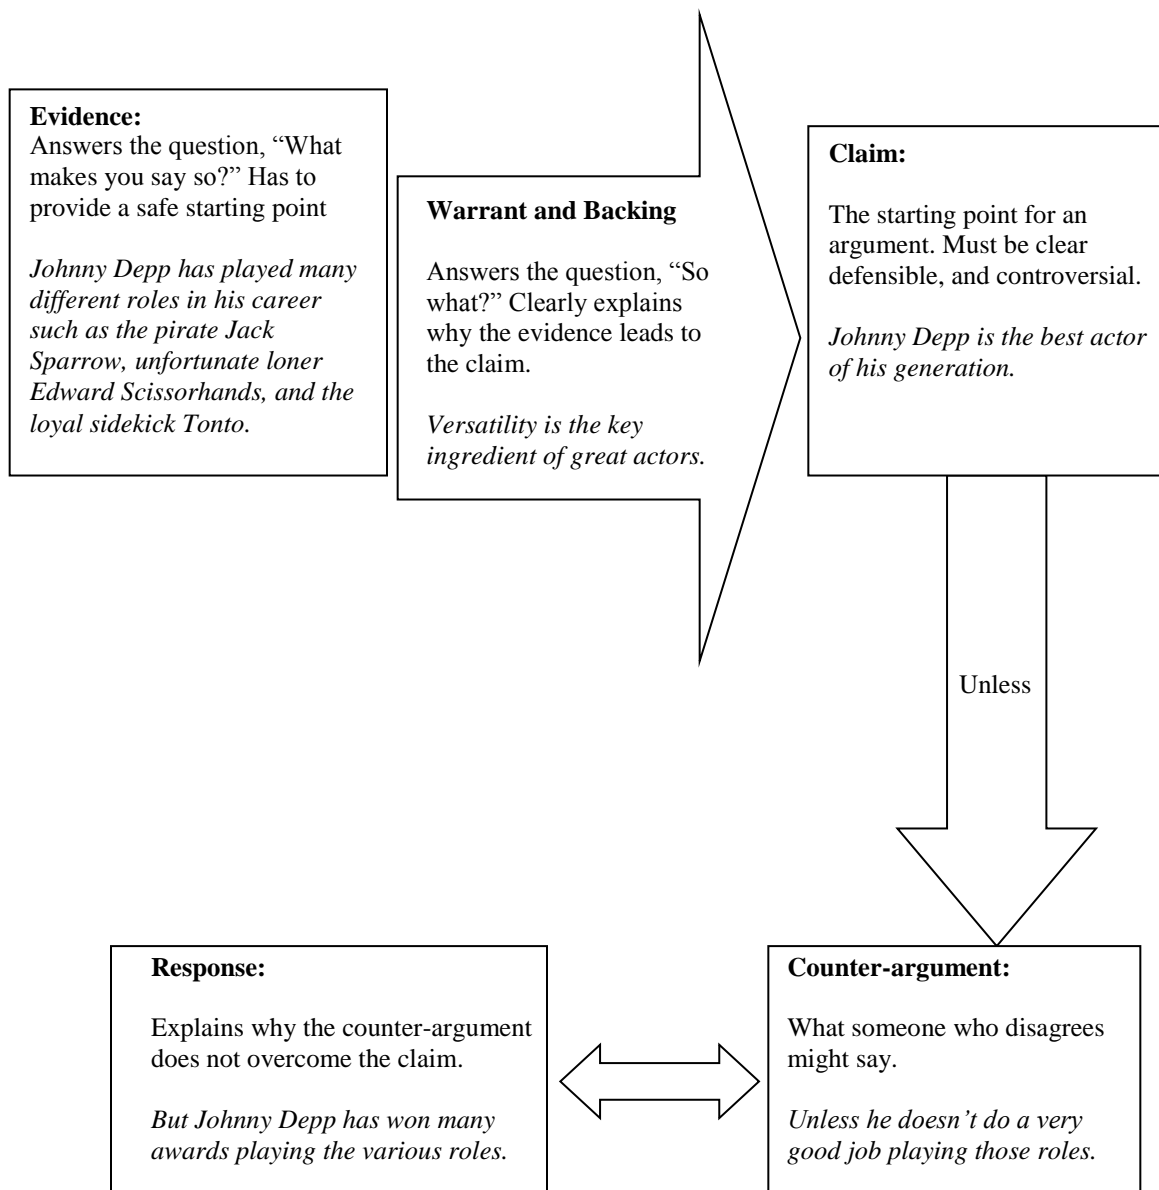 Evidence:
Answers the question, “What
makes you say so?” Has to
provide a safe starting point
Johnny Depp has played many
different roles in his career
such as the pirate Jack
Sparrow, unfortunate loner
Edward Scissorhands, and the
loyal sidekick Tonto.
Warrant and Backing
Answers the question, “So
what?” Clearly explains
why the evidence leads to
the claim.
Versatility is the key
ingredient of great actors.
Claim:
The starting point for an
argument. Must be clear
defensible, and controversial.
Johnny Depp is the best actor
of his generation.
Unless
Counter-argument:
What someone who disagrees
might say.
Unless he doesn’t do a very
good job playing those roles.
Response:
Explains why the counter-argument
does not overcome the claim.
But Johnny Depp has won many
awards playing the various roles.